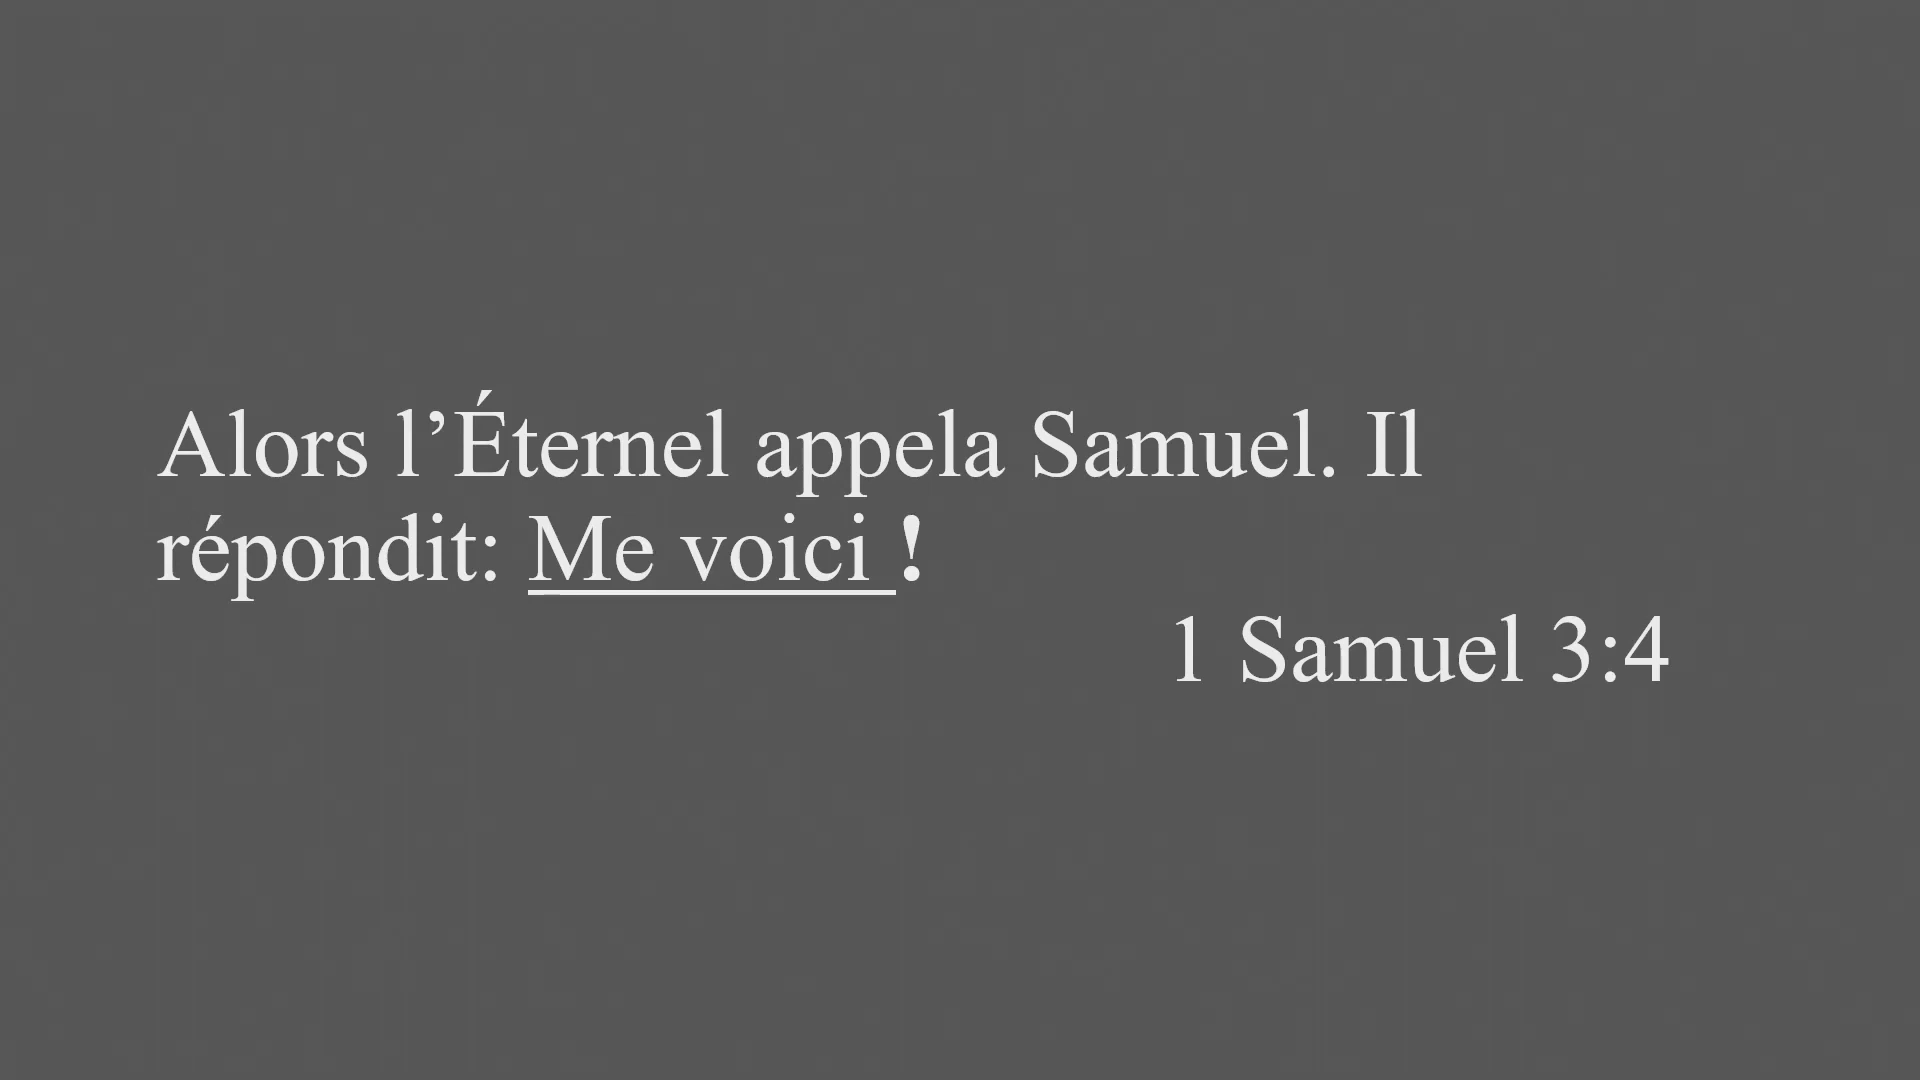 Alors l’Éternel appela Samuel. Il
répondit: Me voici !
1 Samuel 3:4